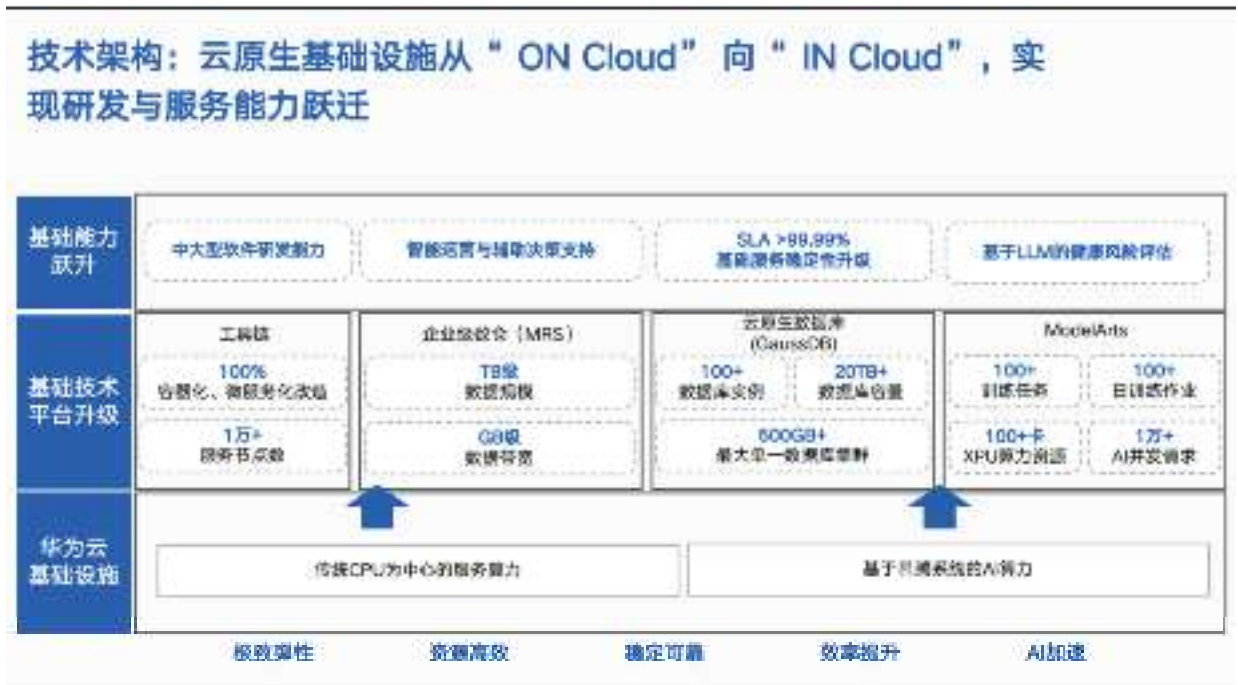 技术架构：云原生基础设施从“ ON Cloud” 向“ IN Cloud”，实
现研发与服务能力跃迁
基础能力
跃升
中大型软件研发能力
智能运营与辅助决策支持
SLA >99.99%
基础服务确定性升级
基于LLM的健康风险评估
基础技术
平台升级
工具链
100%
容器化、微服务化改造
1万+
服务节点数
企业级数仓（MRS）
TB级
数据规模
GB级
数据带宽
云原生数据库
(GaussDB)
100+
数据库实例
20TB+
数据库容量
600GB+
最大单一数据库集群
ModelArts
100+
训练任务
100+
日训练作业
100+卡
XPU算力资源
1万+
AI并发请求
华为云
基础设施
传统CPU为中心的服务算力
基于昇腾系统的AI算力
极致弹性
资源高效
稳定可靠
效率提升
AI加速